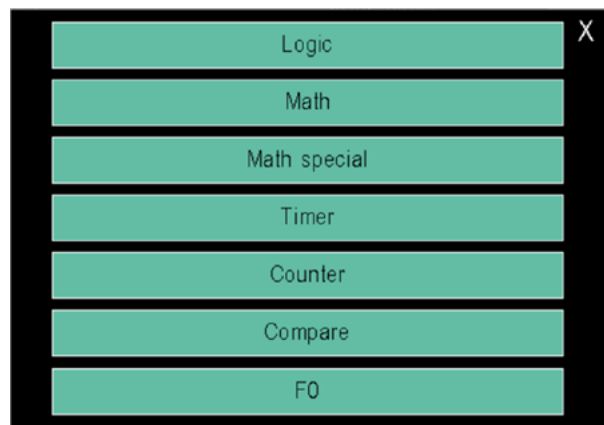 Logic
X
Math
Math special
Timer
Counter
Compare
F0